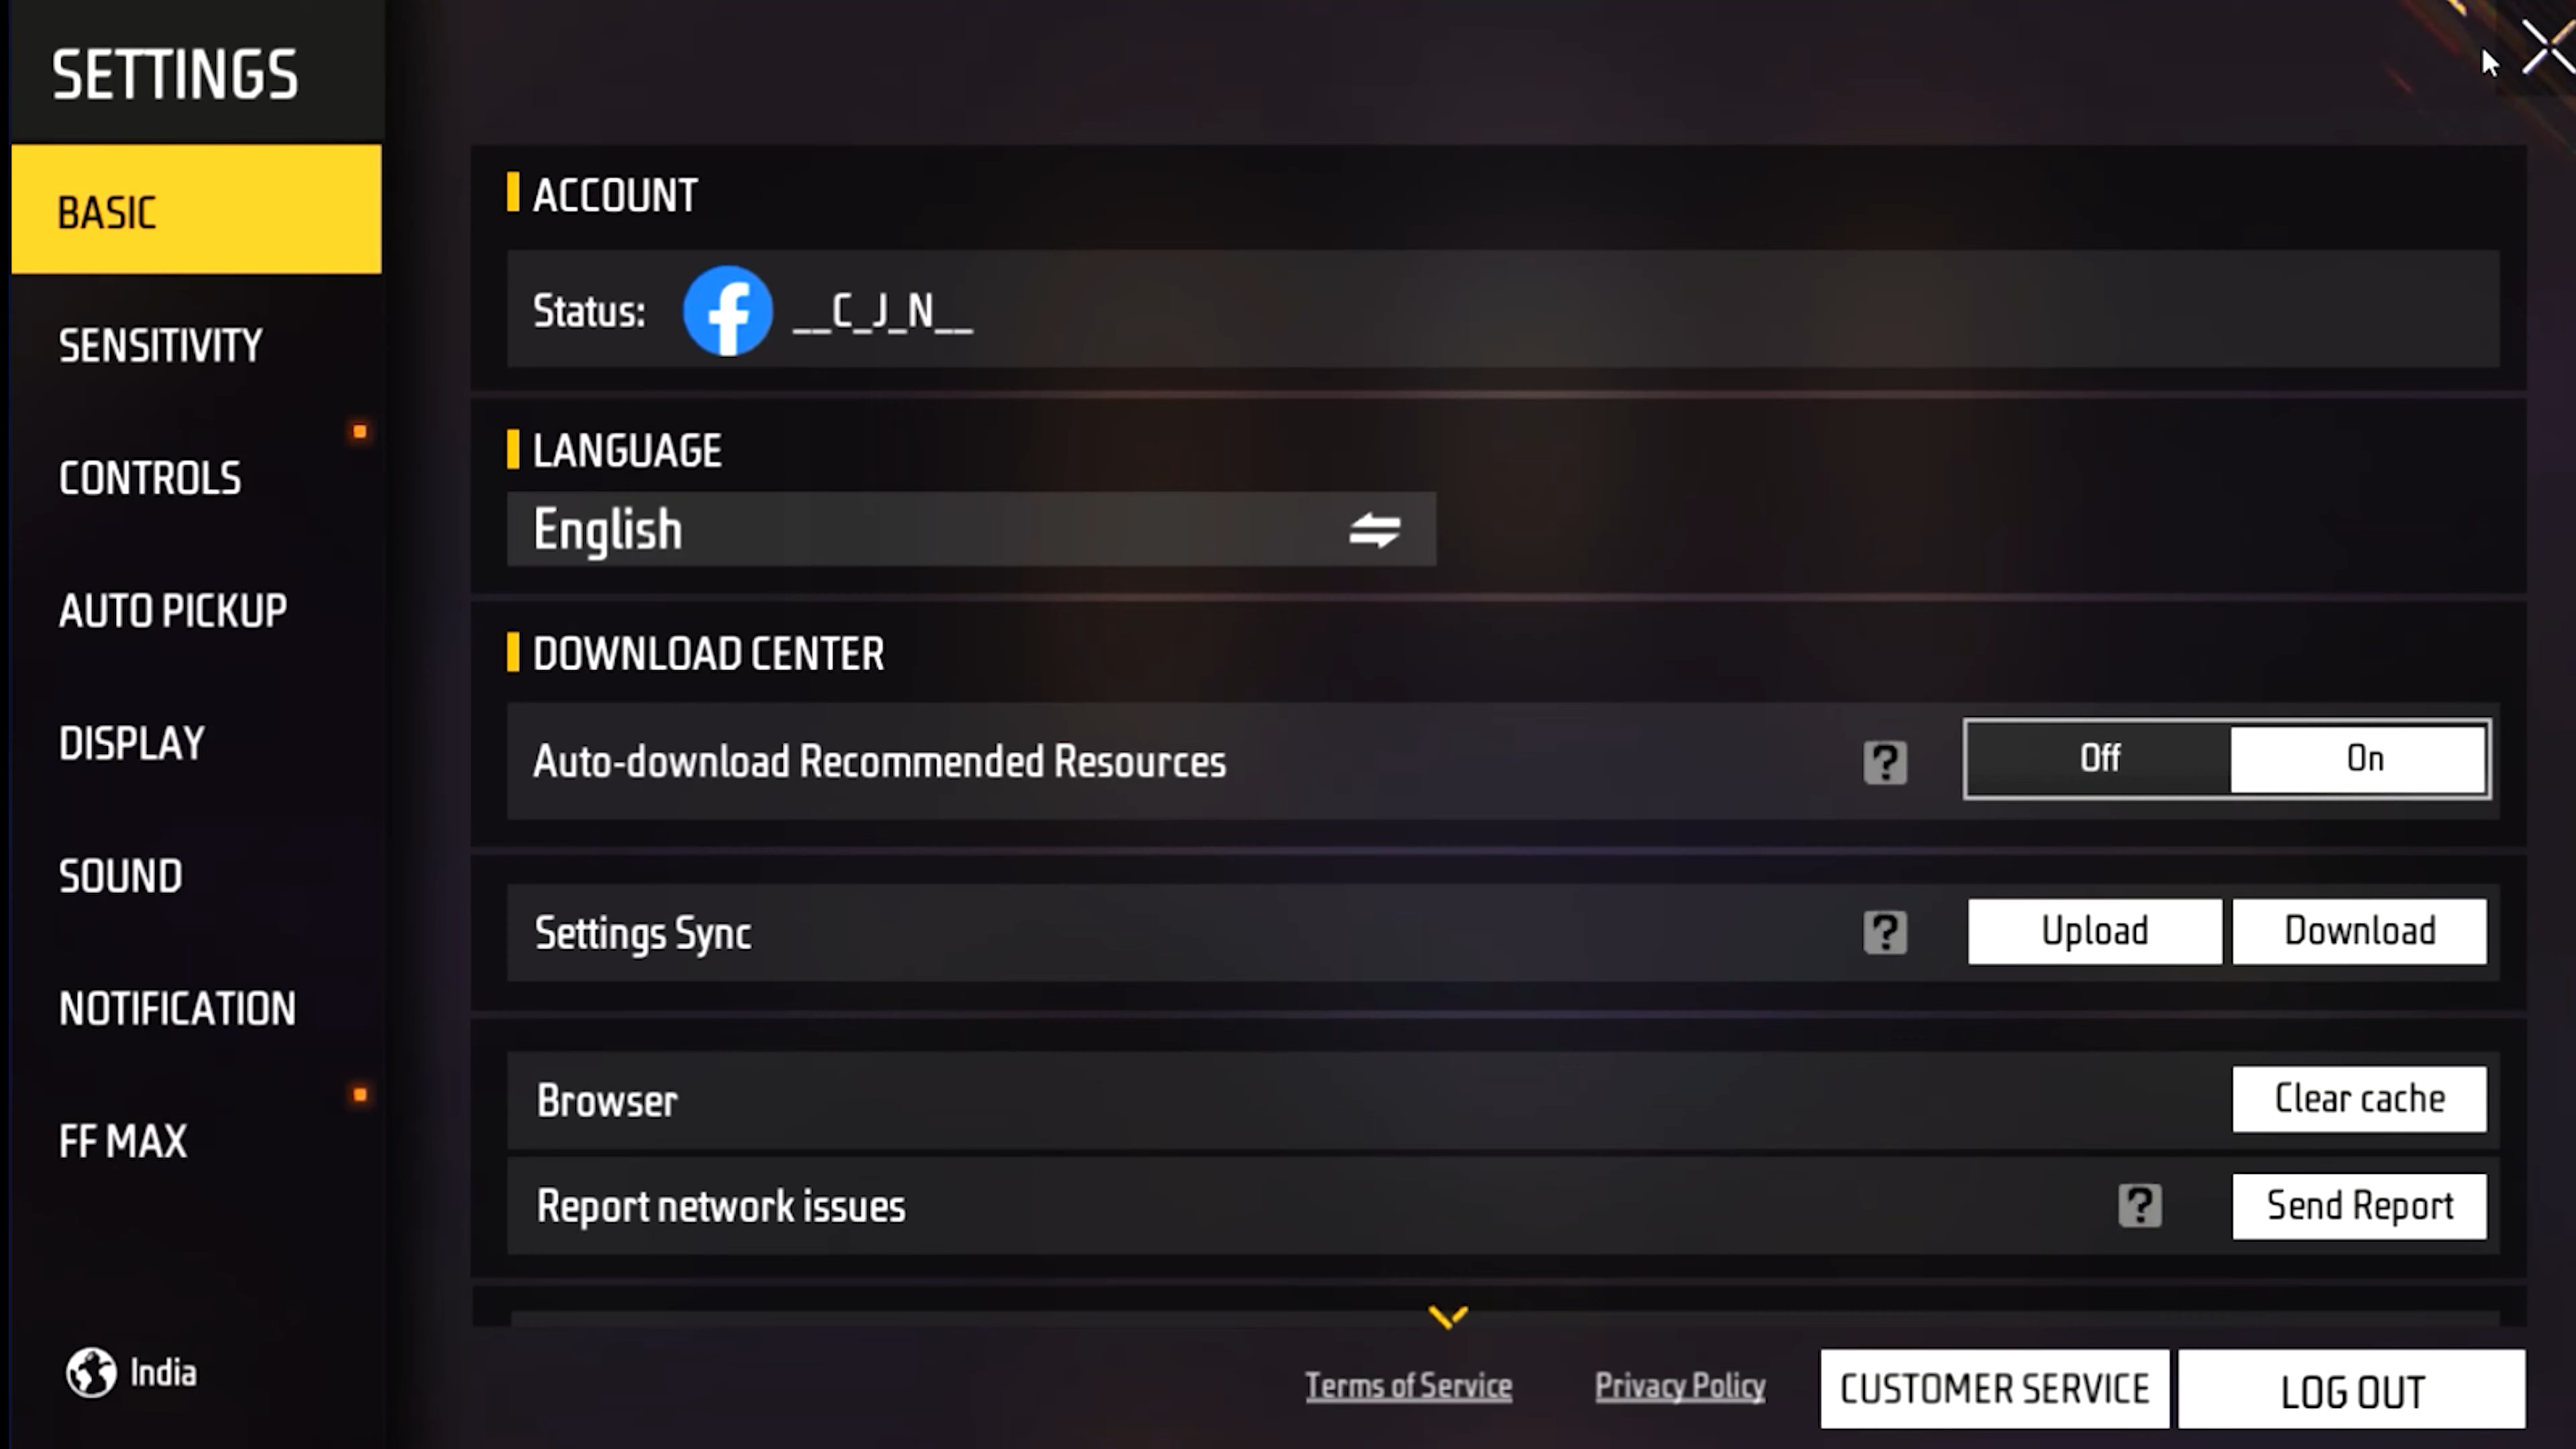 SETTINGS
BASIC
SENSITIVITY
CONTROLS
AUTO PICKUP
DISPLAY
SOUND
NOTIFICATION
FF MAX
India
ACCOUNT
Status: __C_J_N__
LANGUAGE
English
DOWNLOAD CENTER
Auto-download Recommended Resources ? Off On
Settings Sync ? Upload Download
Browser Clear cache
Report network issues ? Send Report
Terms of Service Privacy Policy CUSTOMER SERVICE LOG OUT